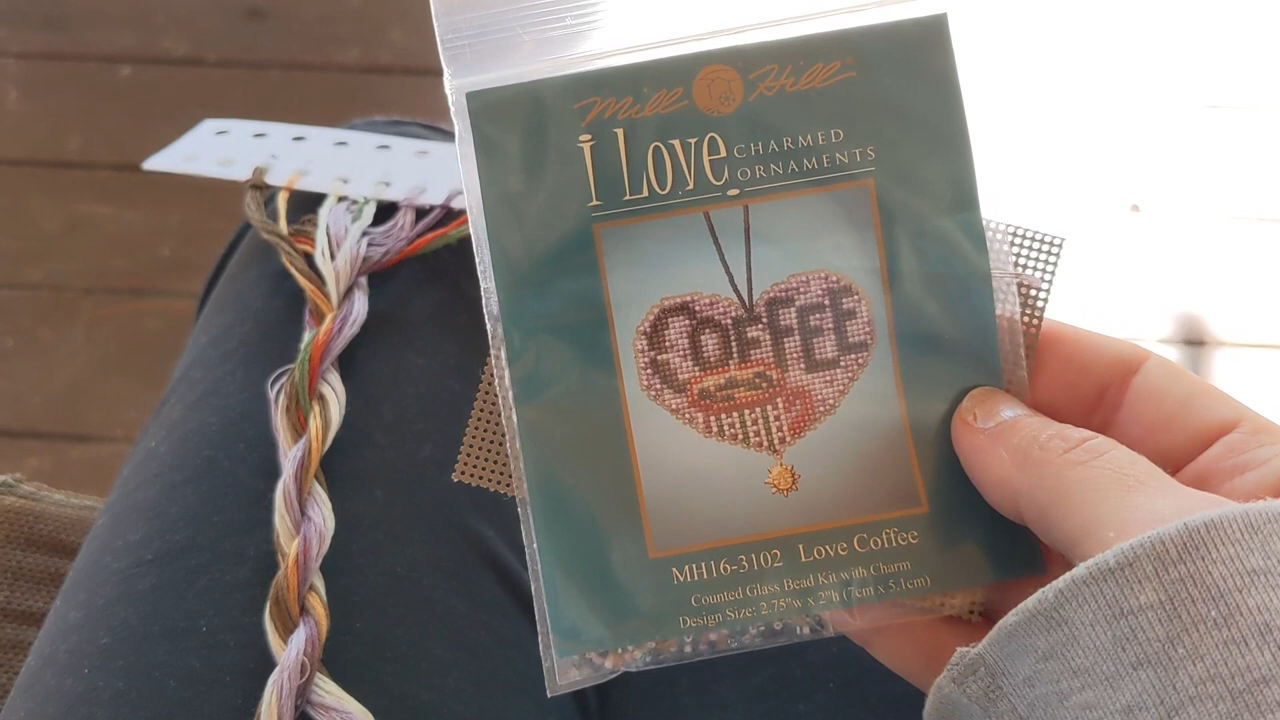 Mill Hill®
i Love CHARMED
ORNAMENTS
COFFEE
MH16-3102 Love Coffee
Counted Glass Bead Kit with Charm
Design Size: 2.75"w x 2"h (7cm x 5.1cm)